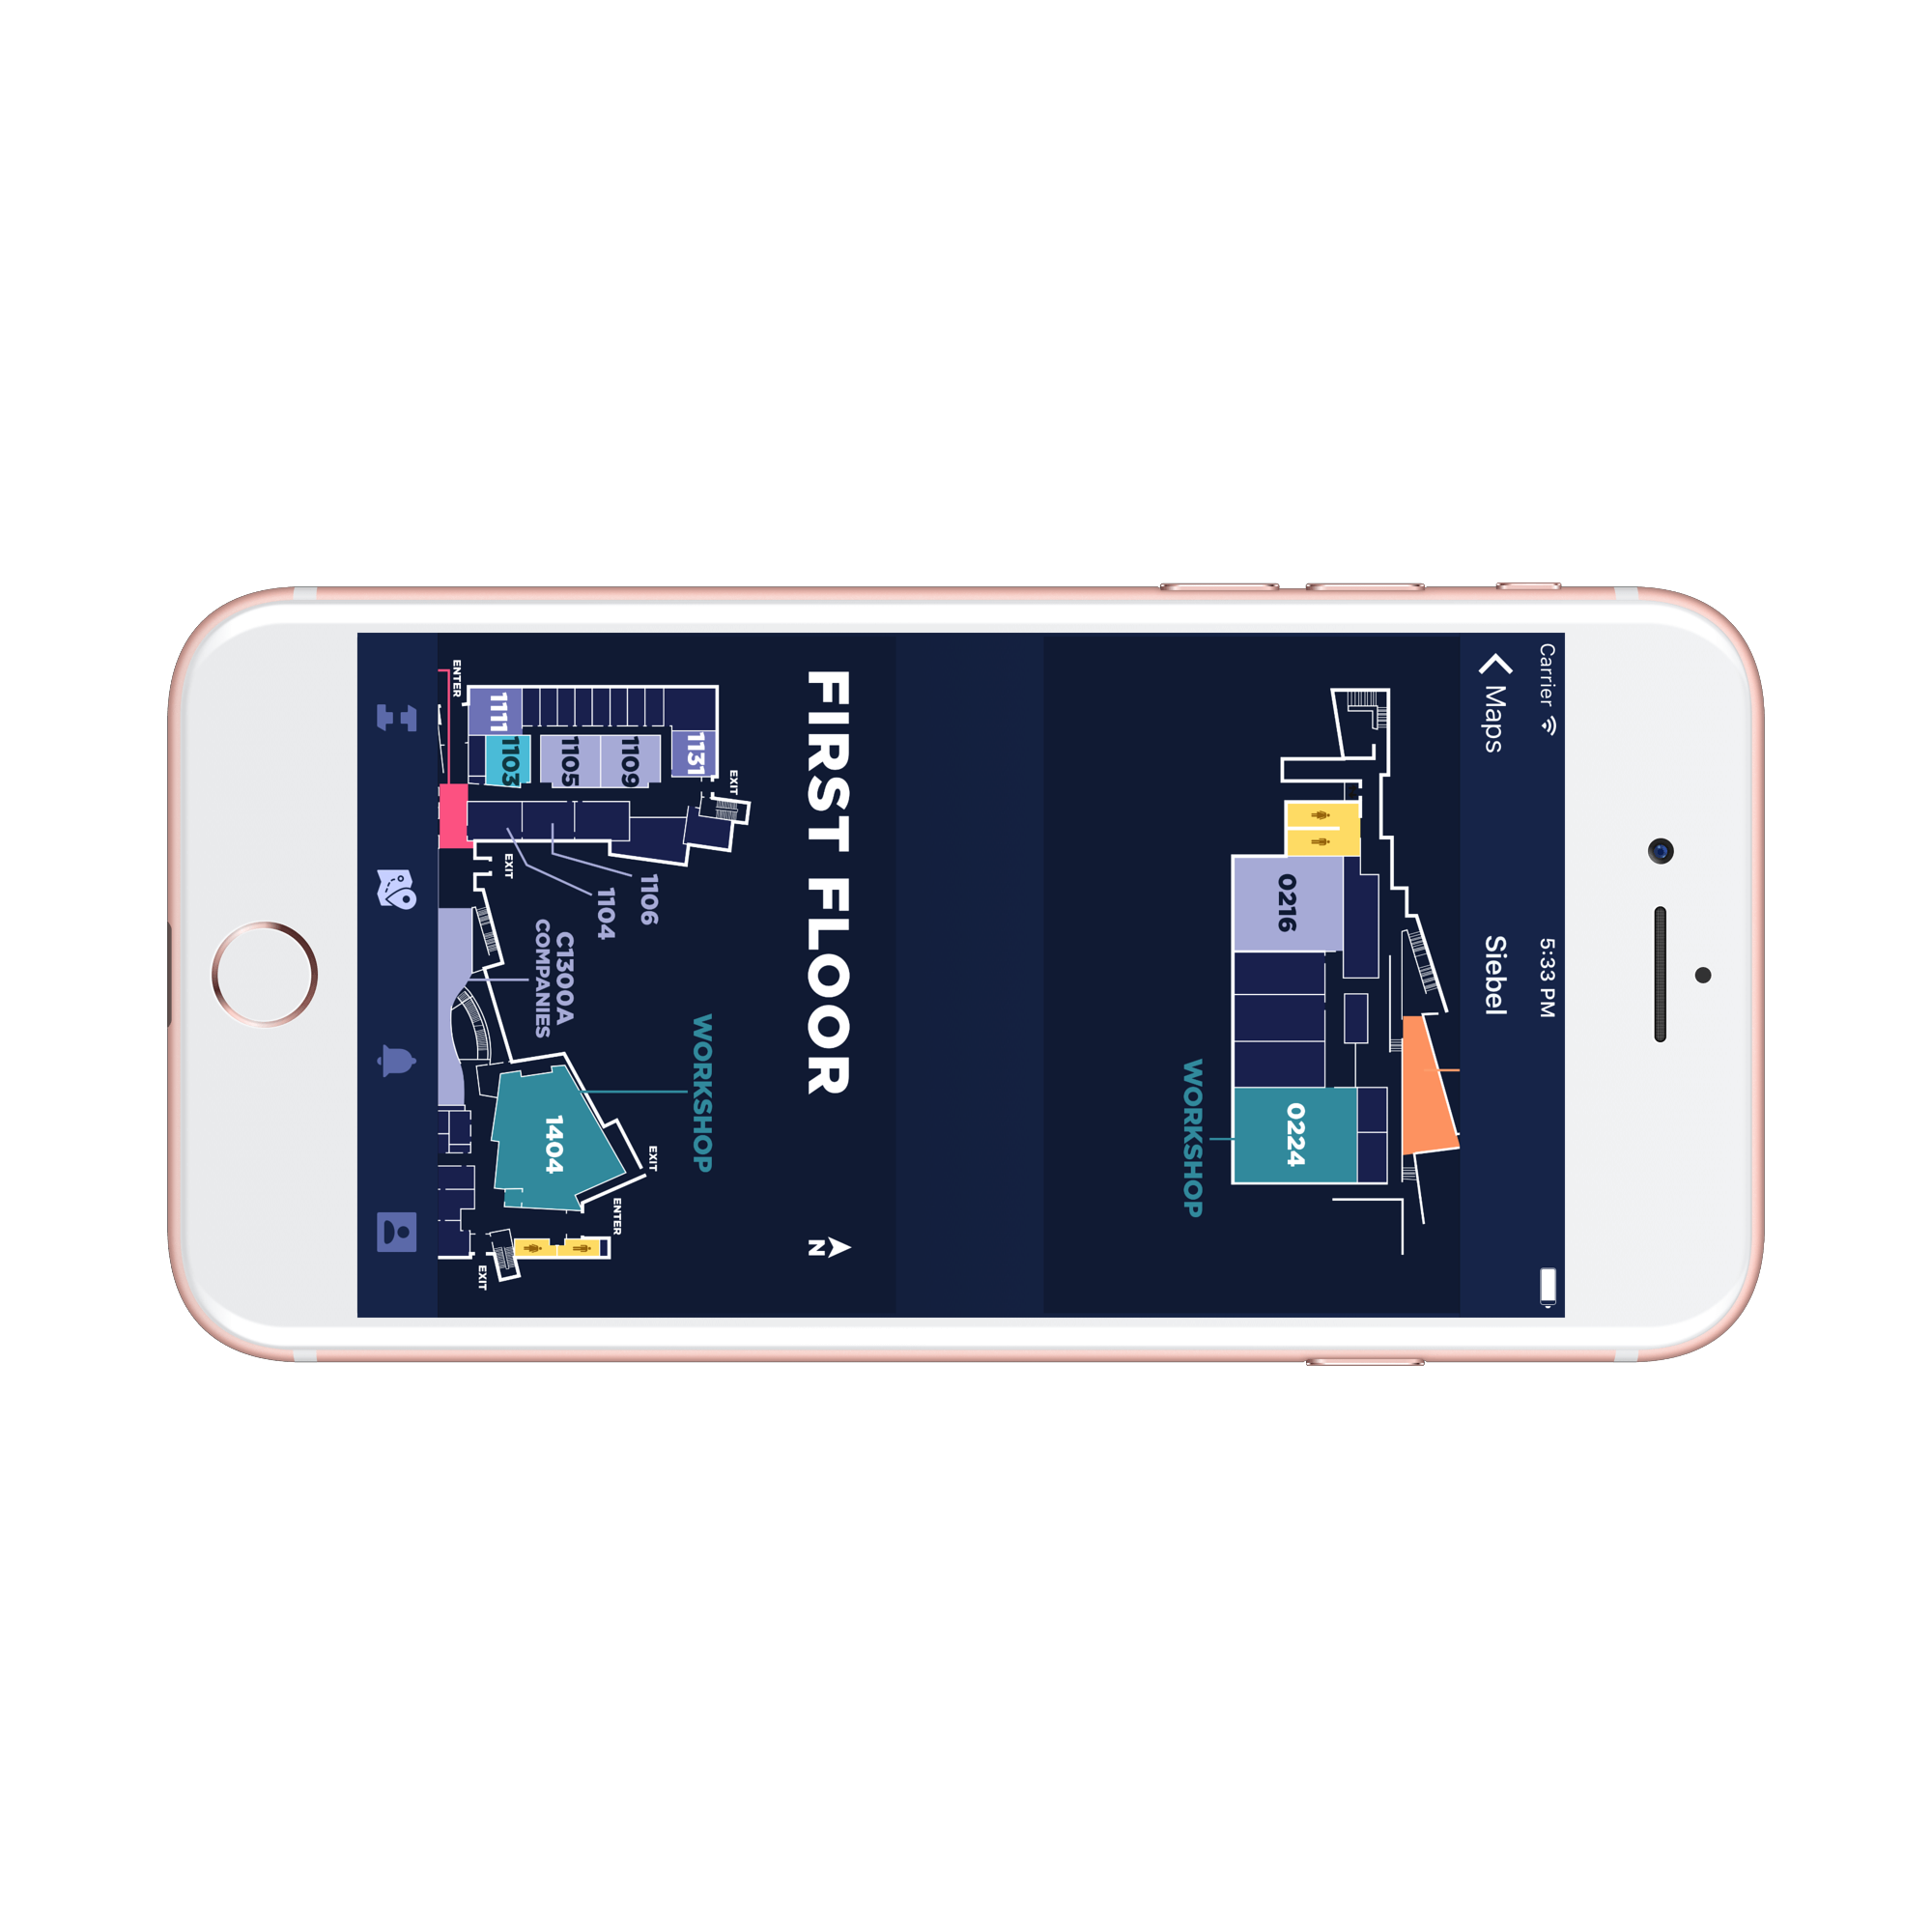 Carrier
5:33 PM
Maps
Siebel
0216
0224
WORKSHOP
FIRST FLOOR
N
EXIT
1131
WORKSHOP
EXIT
1109
1106
ENTER
1105
1104
C1300A
COMPANIES
1404
1103
EXIT
1111
EXIT
ENTER